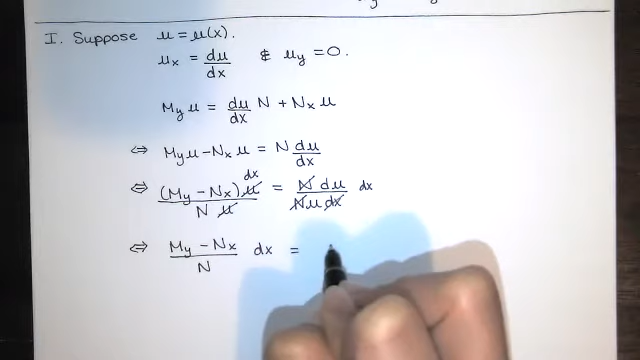 I. Suppose μ = μ(x).
μx = dμ/dx & μy = 0.
My μ = dμ/dx N + Nx μ
⇔ My μ - Nx μ = N dμ/dx
⇔ (My - Nx) μ dx / N μ = N dμ / N μ dx dx
⇔ My - Nx / N dx =